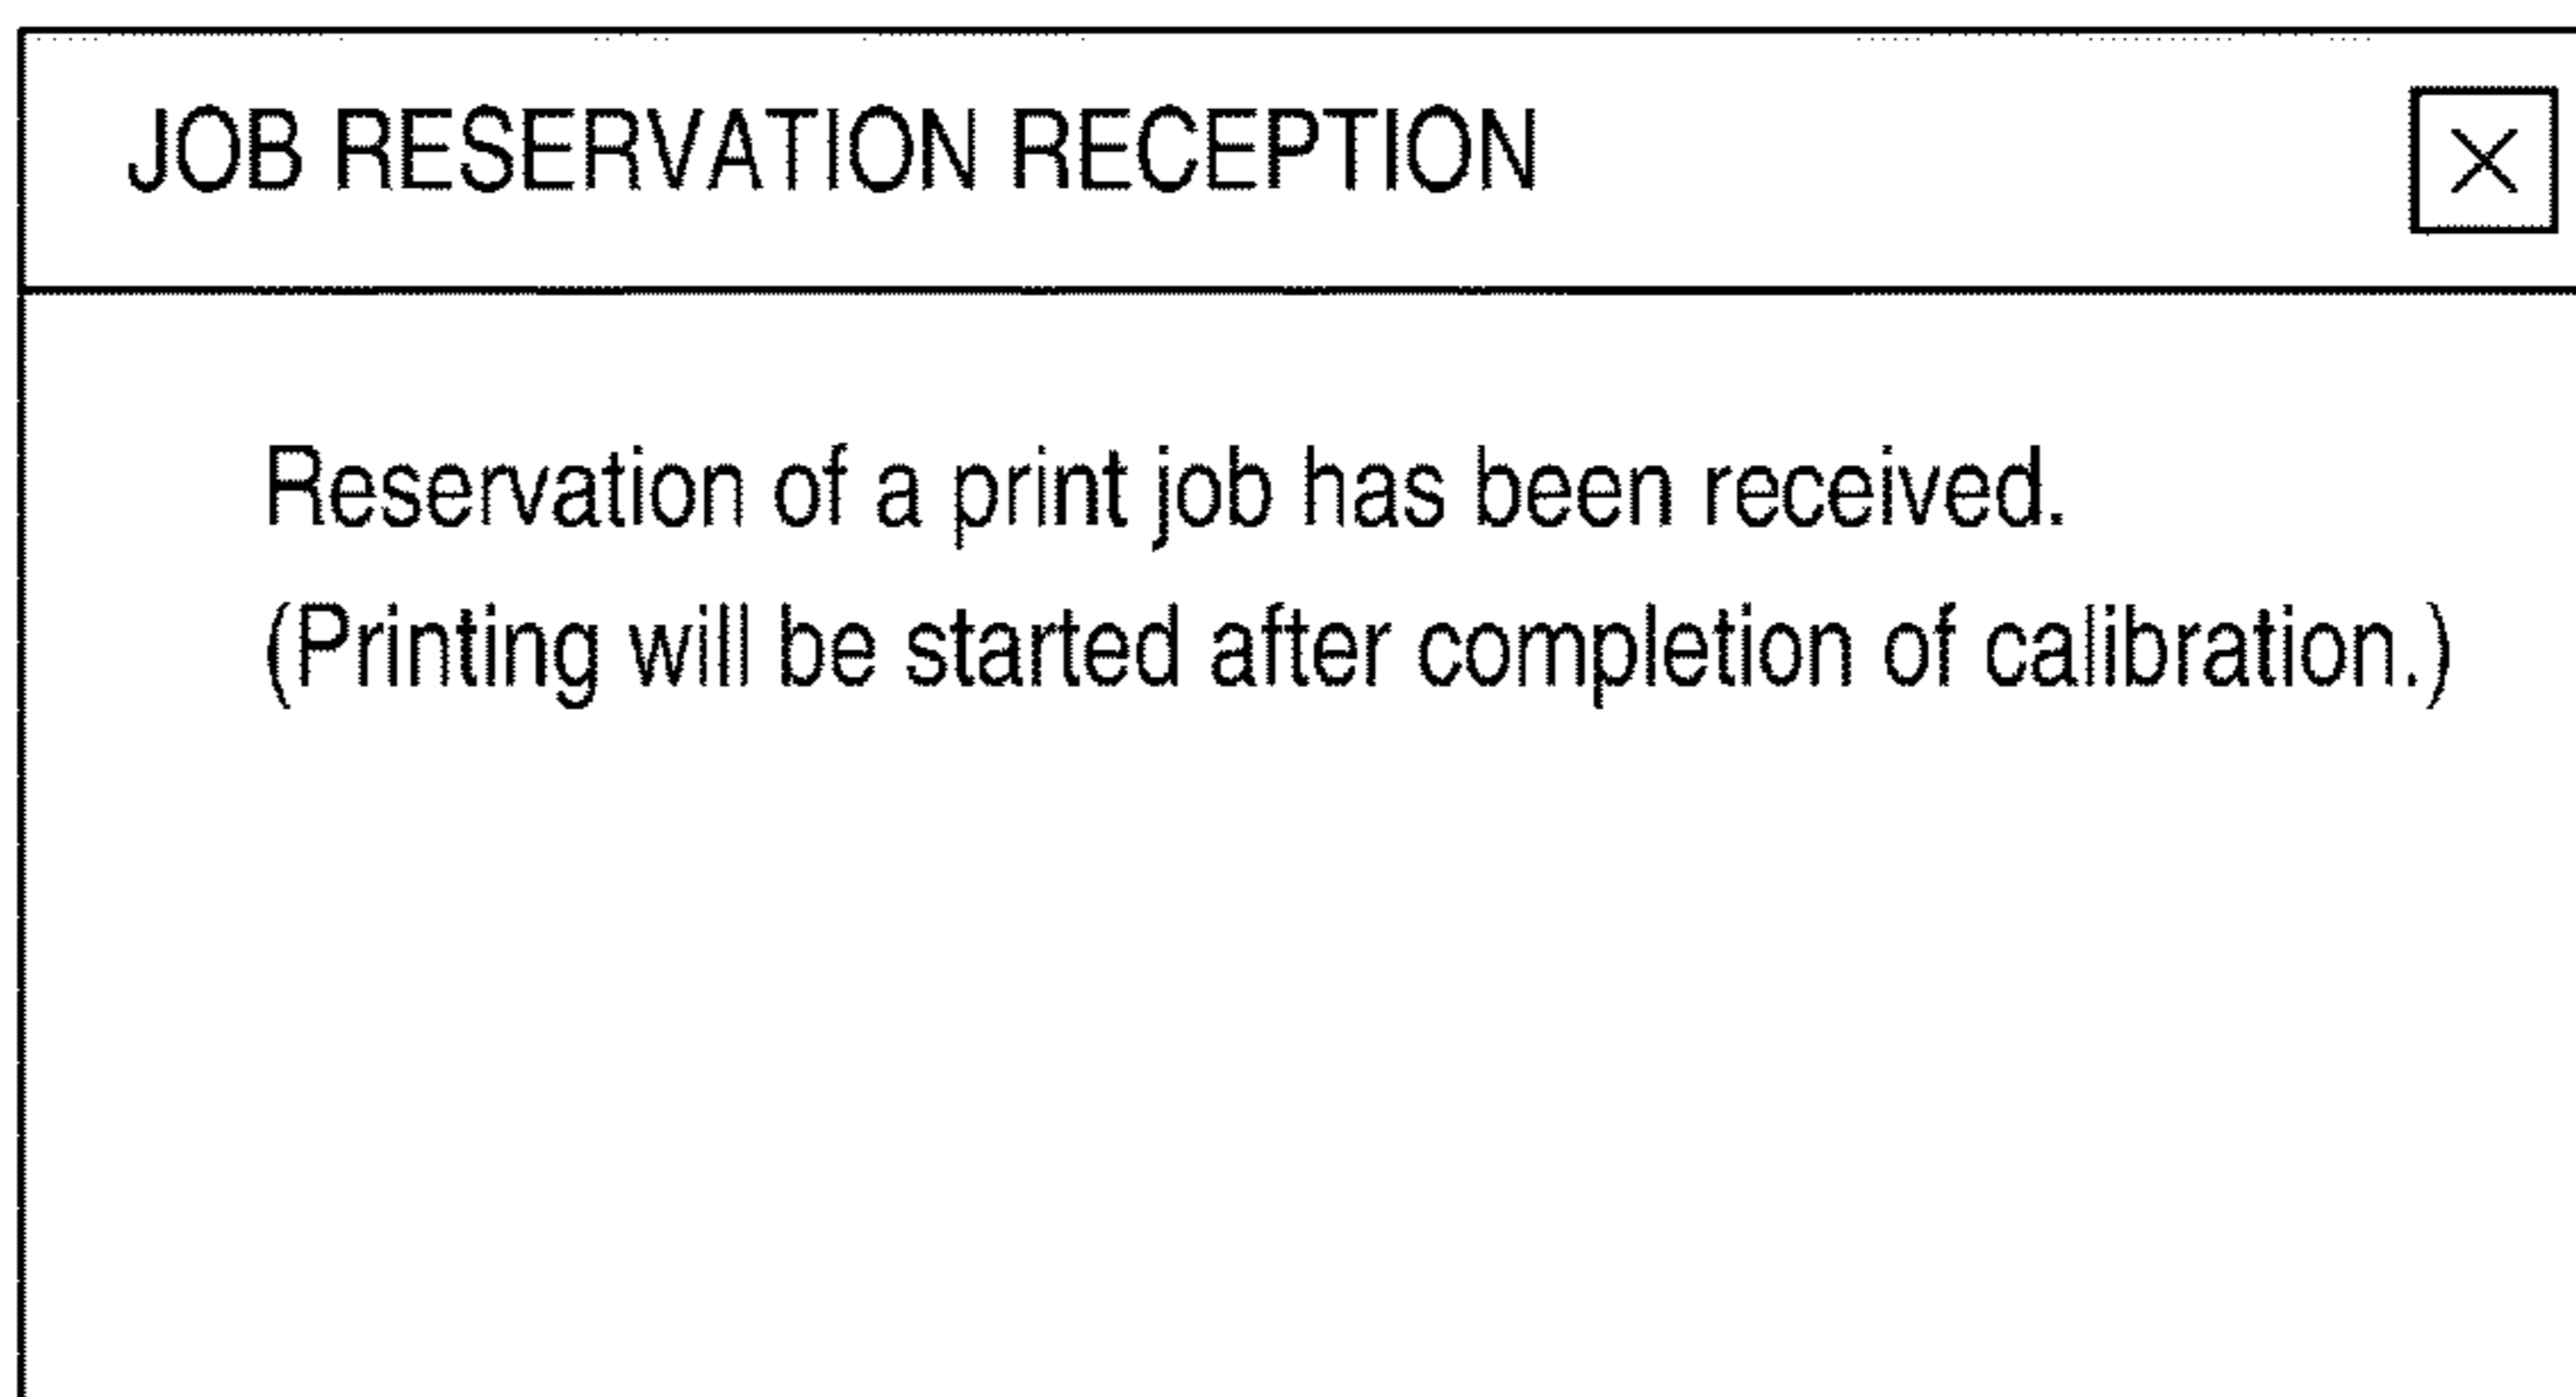 JOB RESERVATION RECEPTION
Reservation of a print job has been received.
(Printing will be started after completion of calibration.)